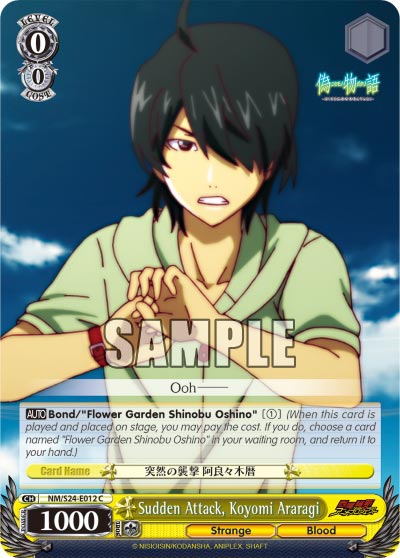 LEVEL
0
0
COST
偽物語
SAMPLE
Ooh——
AUTO Bond/"Flower Garden Shinobu Oshino" [①] (When this card is
played and placed on stage, you may pay the cost. If you do, choose a card
named "Flower Garden Shinobu Oshino" in your waiting room, and return it to
your hand.)
Card Name 突然の襲撃 阿良々木暦
CH NM/S24-E012 C
Sudden Attack, Koyomi Araragi
POWER 1000 SOUL
Strange Blood
© NISIOISIN/KODANSHA, ANIPLEX, SHAFT